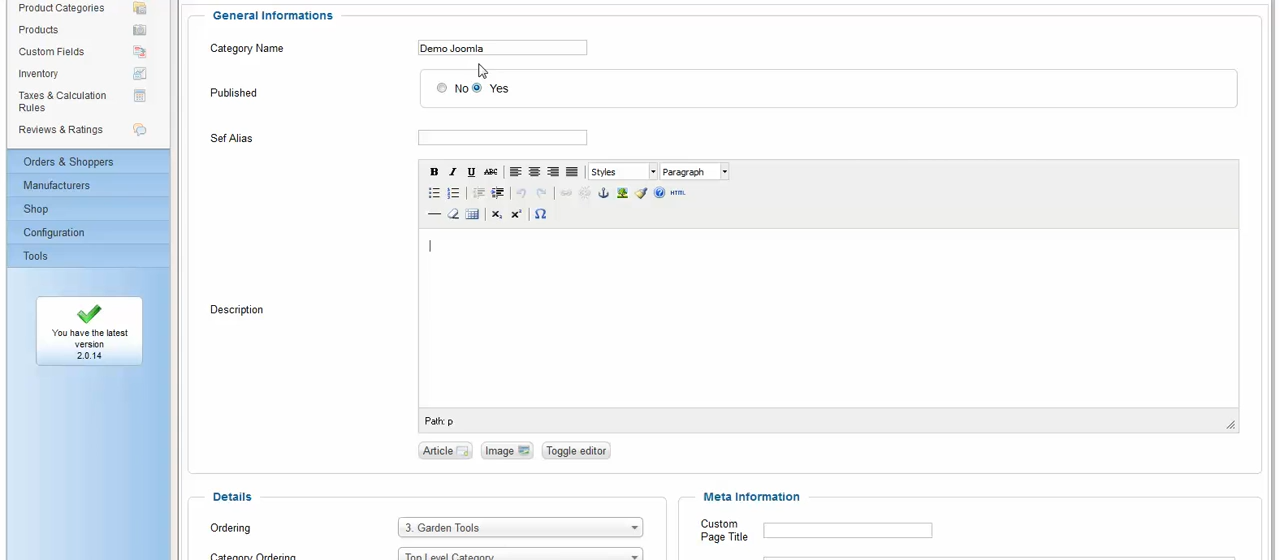 Product Categories
Products
Custom Fields
Inventory
Taxes & Calculation
Rules
Reviews & Ratings
Orders & Shoppers
Manufacturers
Shop
Configuration
Tools
You have the latest
version
2.0.14
General Informations
Category Name
Demo Joomla
Published
No Yes
Sef Alias
B I U ABC Styles Paragraph
HTML
Description
Path: p
Article Image Toggle editor
Details
Ordering
3. Garden Tools
Category Ordering
Top Level Category
Meta Information
Custom
Page Title